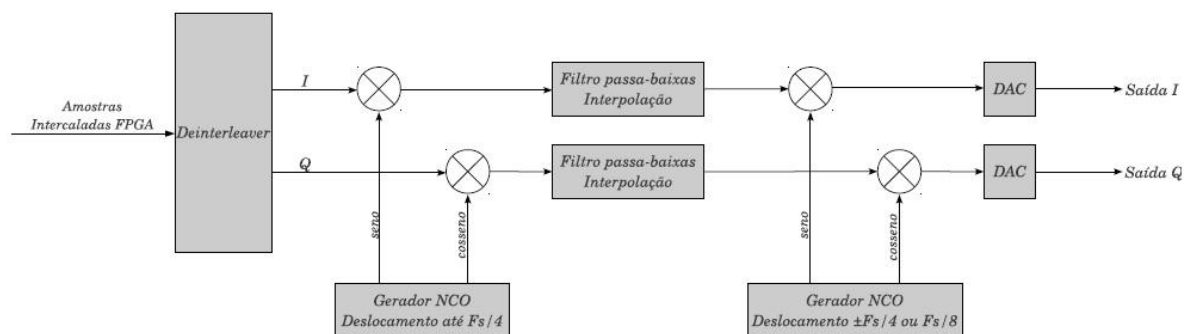 Amostras
Intercaladas FPGA
Deinterleaver
I
Q
seno
cosseno
Gerador NCO
Deslocamento até Fs/4
Filtro passa-baixas
Interpolação
Filtro passa-baixas
Interpolação
seno
cosseno
Gerador NCO
Deslocamento ±Fs/4 ou Fs/8
DAC
Saída I
DAC
Saída Q